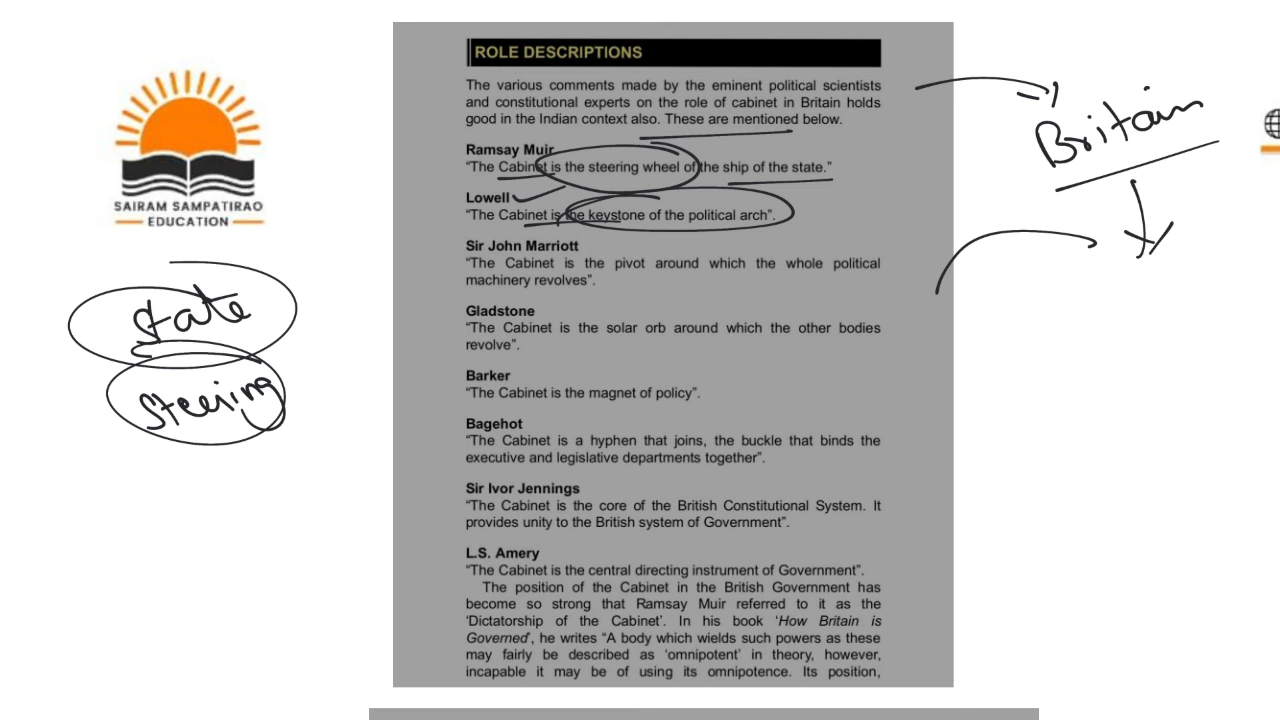 ROLE DESCRIPTIONS
The various comments made by the eminent political scientists
and constitutional experts on the role of cabinet in Britain holds
good in the Indian context also. These are mentioned below.
Ramsay Muir
“The Cabinet is the steering wheel of the ship of the state.”
Lowell
“The Cabinet is the keystone of the political arch”.
Sir John Marriott
“The Cabinet is the pivot around which the whole political
machinery revolves”.
Gladstone
“The Cabinet is the solar orb around which the other bodies
revolve”.
Barker
“The Cabinet is the magnet of policy”.
Bagehot
“The Cabinet is a hyphen that joins, the buckle that binds the
executive and legislative departments together”.
Sir Ivor Jennings
“The Cabinet is the core of the British Constitutional System. It
provides unity to the British system of Government”.
L.S. Amery
“The Cabinet is the central directing instrument of Government”.
The position of the Cabinet in the British Government has
become so strong that Ramsay Muir referred to it as the
‘Dictatorship of the Cabinet’. In his book ‘How Britain is
Governed’, he writes “A body which wields such powers as these
may fairly be described as ‘omnipotent’ in theory, however,
incapable it may be of using its omnipotence. Its position,
SAIRAM SAMPATIRAO
EDUCATION
State
Steering
Britain